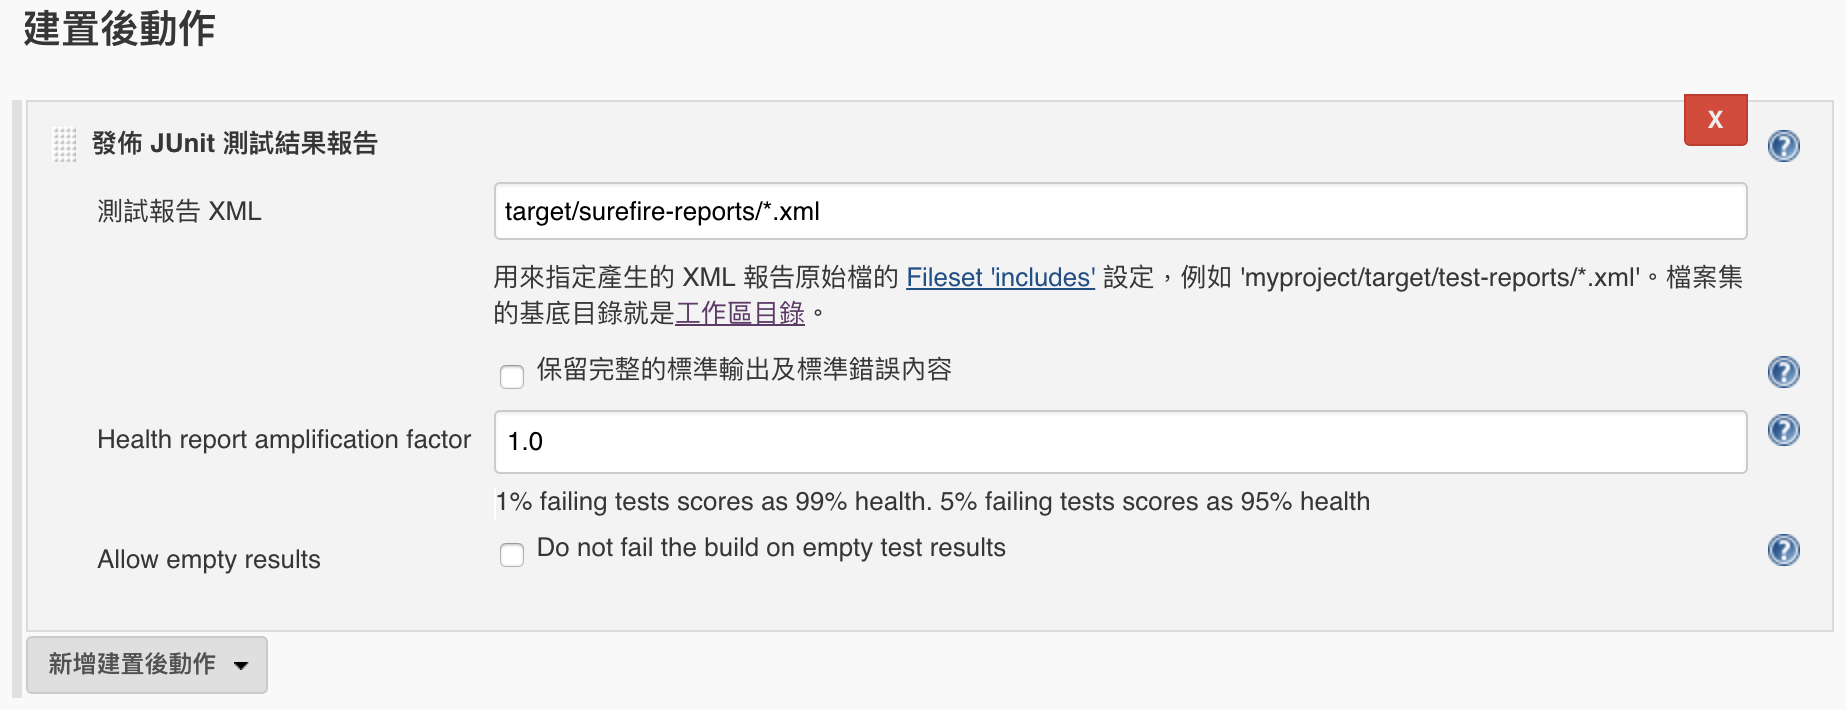 建置後動作
發佈 JUnit 測試結果報告
X
測試報告 XML
target/surefire-reports/*.xml
用來指定產生的 XML 報告原始檔的 Fileset 'includes' 設定，例如 'myproject/target/test-reports/*.xml'。檔案集
的基底目錄就是工作區目錄。
保留完整的標準輸出及標準錯誤內容
Health report amplification factor
1.0
1% failing tests scores as 99% health. 5% failing tests scores as 95% health
Allow empty results
Do not fail the build on empty test results
新增建置後動作